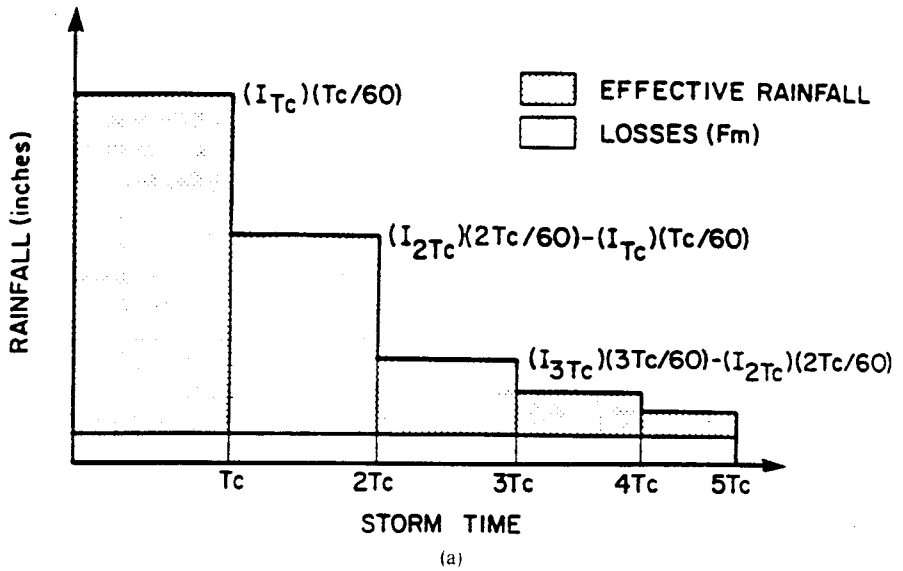 (I_Tc)(Tc/60)
EFFECTIVE RAINFALL
LOSSES (Fm)
RAINFALL (inches)
(I_2Tc)(2Tc/60)-(I_Tc)(Tc/60)
(I_3Tc)(3Tc/60)-(I_2Tc)(2Tc/60)
Tc 2Tc 3Tc 4Tc 5Tc
STORM TIME
(a)